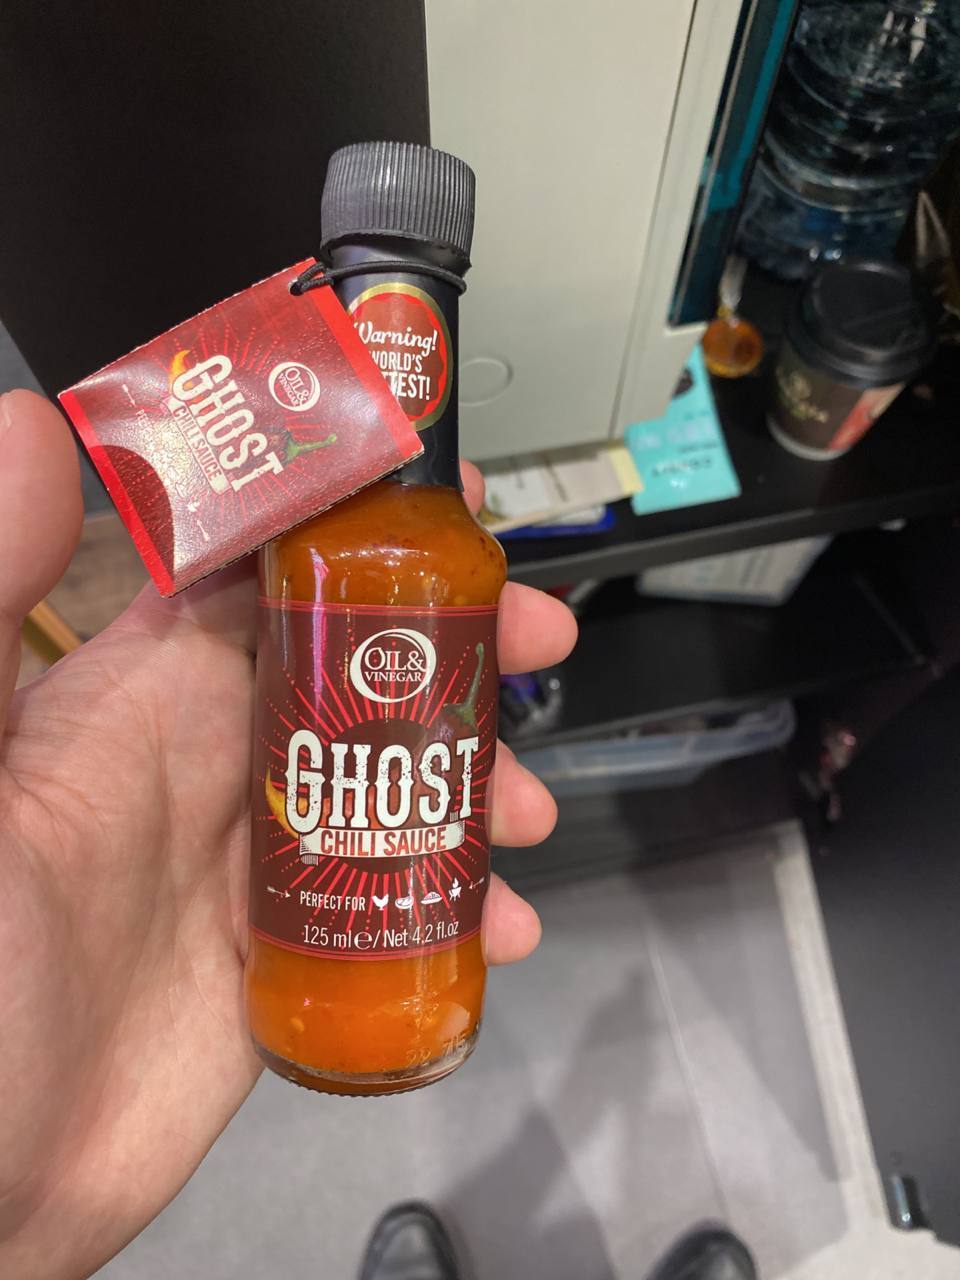 Warning!
WORLD'S
OIL&
VINEGAR
GHOST
CHILI SAUCE
OIL&
VINEGAR
GHOST
CHILI SAUCE
PERFECT FOR
125 ml ℮/ Net 4,2 fl.oz